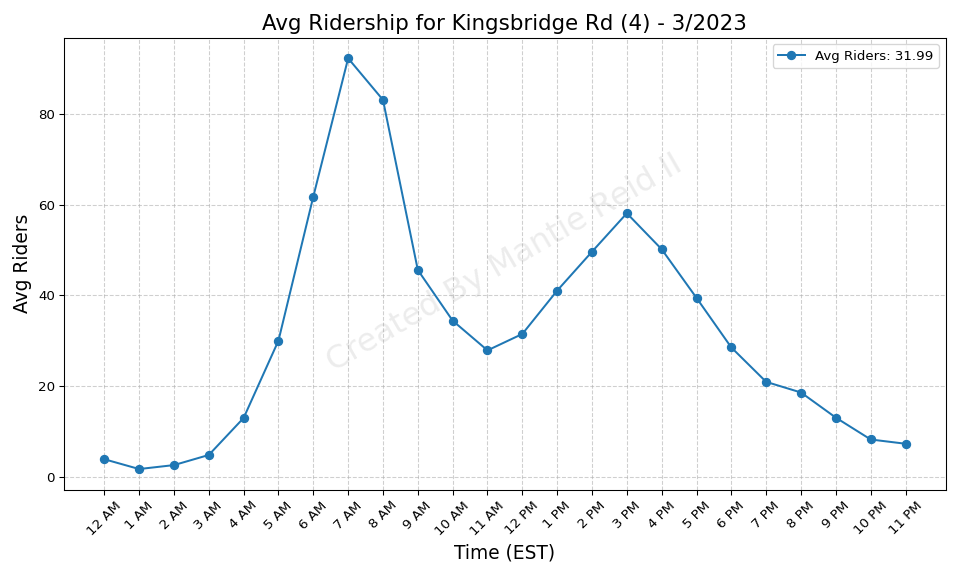 Avg Ridership for Kingsbridge Rd (4) - 3/2023
Avg Riders: 31.99
80
60
40
20
0
Avg Riders
Created By Mantie Reid II
12 AM
1 AM
2 AM
3 AM
4 AM
5 AM
6 AM
7 AM
8 AM
9 AM
10 AM
11 AM
12 PM
1 PM
2 PM
3 PM
4 PM
5 PM
6 PM
7 PM
8 PM
9 PM
10 PM
11 PM
Time (EST)